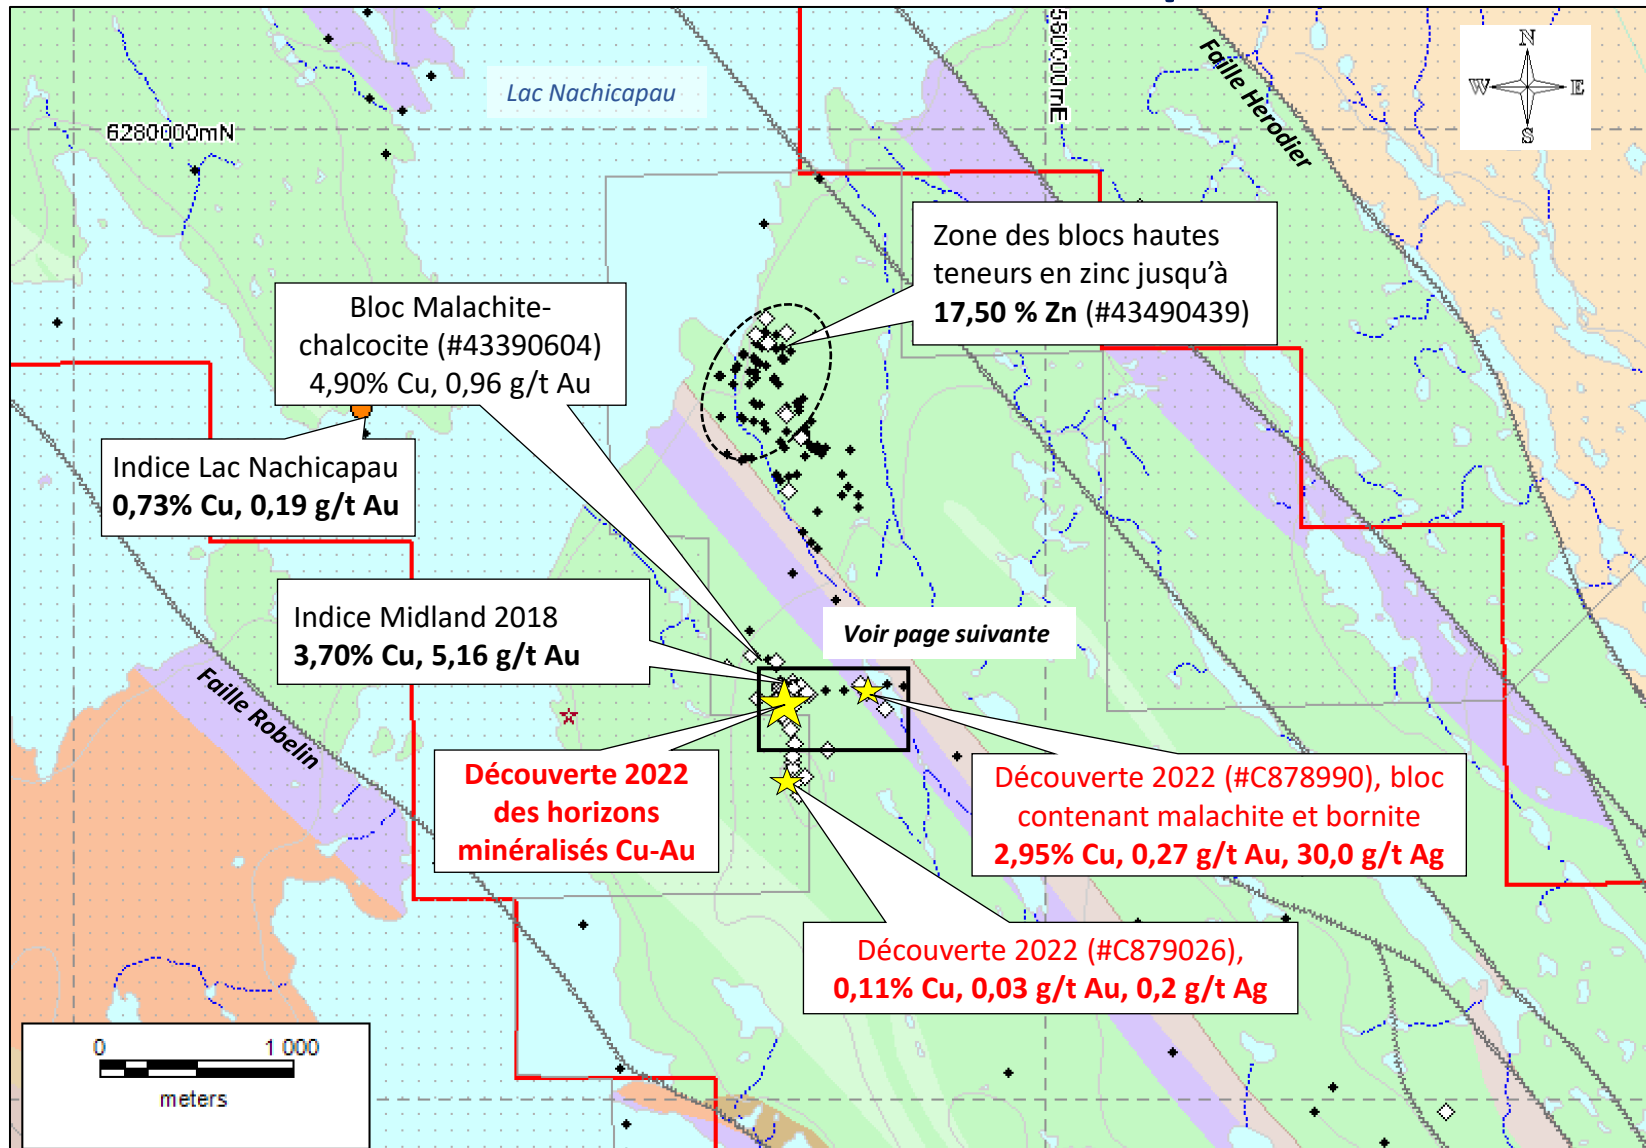 Lac Nachicapau
560000mE
Faille Herodier
N
W
E
S
6280000mN
Zone des blocs hautes
teneurs en zinc jusqu’à
17,50 % Zn (#43490439)
Bloc Malachite-
chalcocite (#43390604)
4,90% Cu, 0,96 g/t Au
Indice Lac Nachicapau
0,73% Cu, 0,19 g/t Au
Indice Midland 2018
3,70% Cu, 5,16 g/t Au
Voir page suivante
Faille Robelin
Découverte 2022
des horizons
minéralisés Cu-Au
Découverte 2022 (#C878990), bloc
contenant malachite et bornite
2,95% Cu, 0,27 g/t Au, 30,0 g/t Ag
Découverte 2022 (#C879026),
0,11% Cu, 0,03 g/t Au, 0,2 g/t Ag
0
1 000
meters